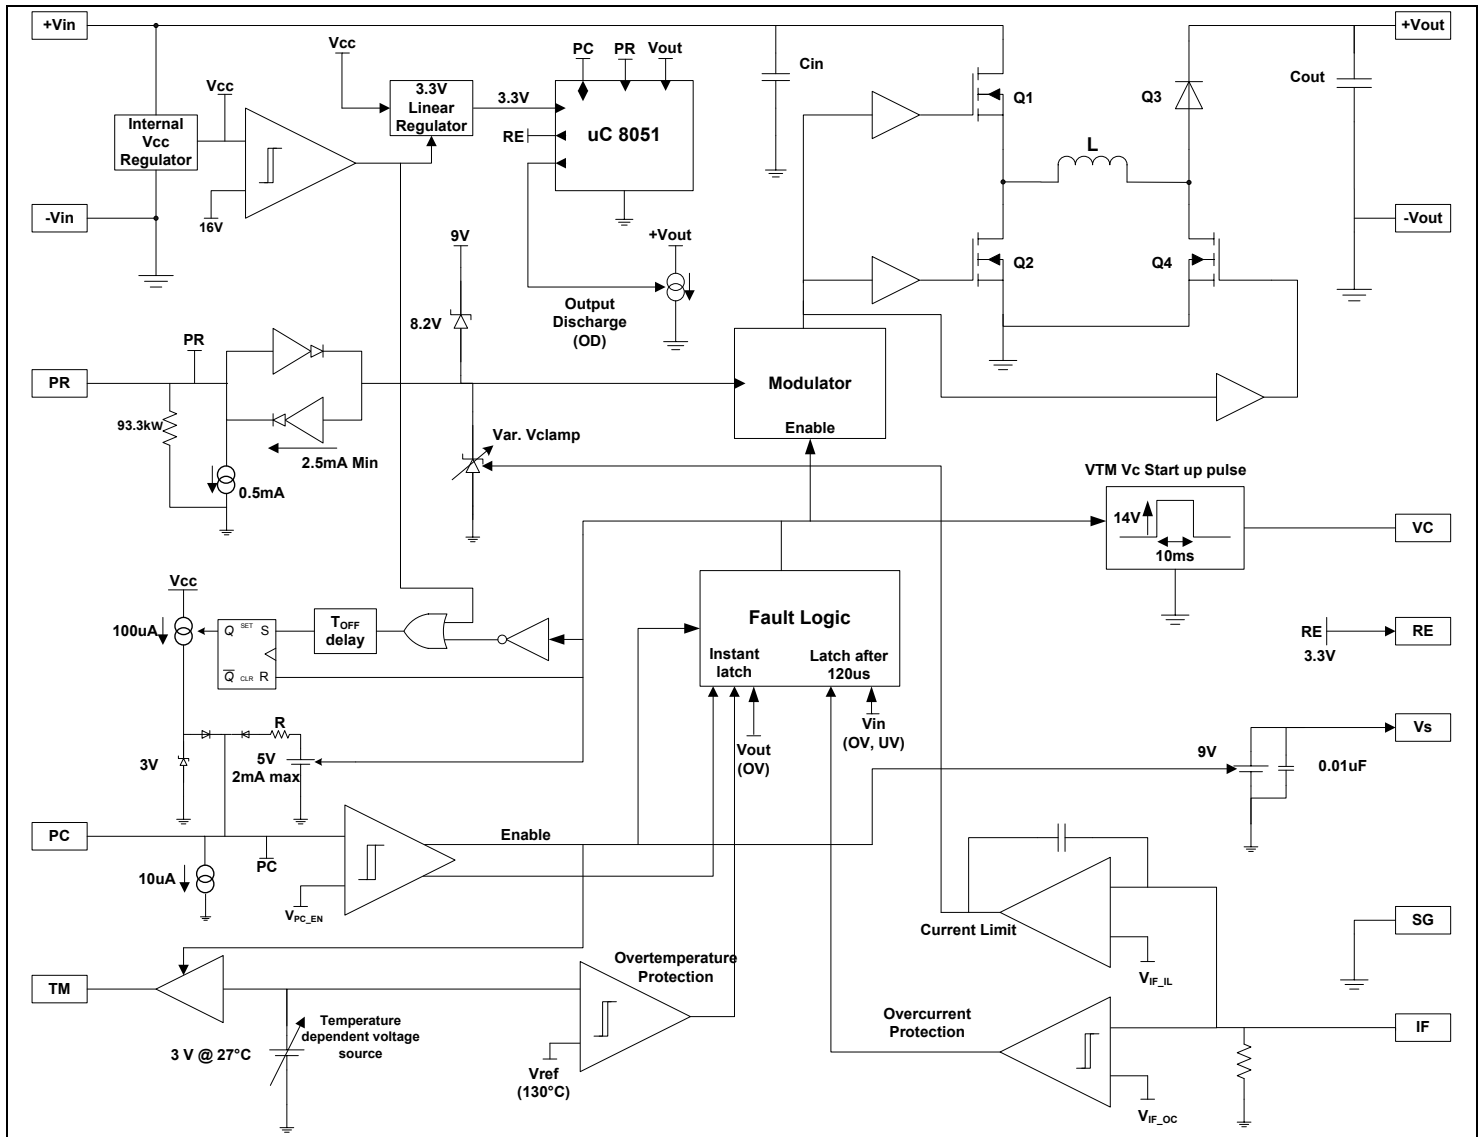 +Vin
Vcc
Internal
Vcc
Regulator
-Vin
16V
Vcc
3.3V
Linear
Regulator
3.3V
PC
PR
Vout
RE
uC 8051
+Vout
Output
Discharge
(OD)
Cin
Q1
Q2
L
Q3
Q4
Cout
+Vout
-Vout
9V
8.2V
PR
PR
93.3kw
0.5mA
2.5mA Min
Var. Vclamp
Modulator
Enable
VTM Vc Start up pulse
14V
10ms
VC
Vcc
100uA
Q SET S
Q CLR R
TOFF
delay
Fault Logic
Instant
latch
Latch after
120us
Vout
(OV)
Vin
(OV, UV)
RE
3.3V
RE
3V
R
5V
2mA max
9V
0.01uF
Vs
PC
10uA
PC
VPC_EN
Enable
Current Limit
VIF_IL
SG
TM
3 V @ 27°C
Temperature
dependent voltage
source
Overtemperature
Protection
Vref
(130°C)
Overcurrent
Protection
VIF_OC
IF